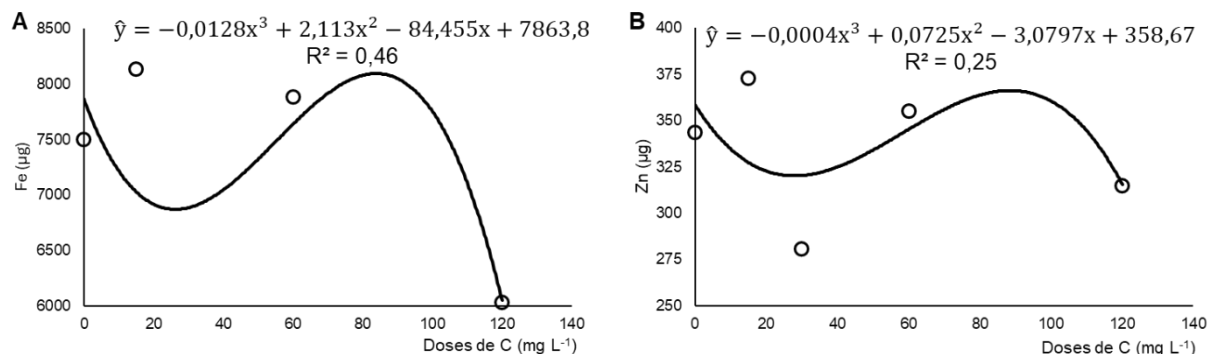 A
ŷ = −0,0128x³ + 2,113x² − 84,455x + 7863,8
R² = 0,46
8500
8000
7500
7000
6500
6000
Fe (µg)
0 20 40 60 80 100 120 140
Doses de C (mg L⁻¹)
B
ŷ = −0,0004x³ + 0,0725x² − 3,0797x + 358,67
R² = 0,25
400
375
350
325
300
275
250
Zn (µg)
0 20 40 60 80 100 120 140
Doses de C (mg L⁻¹)